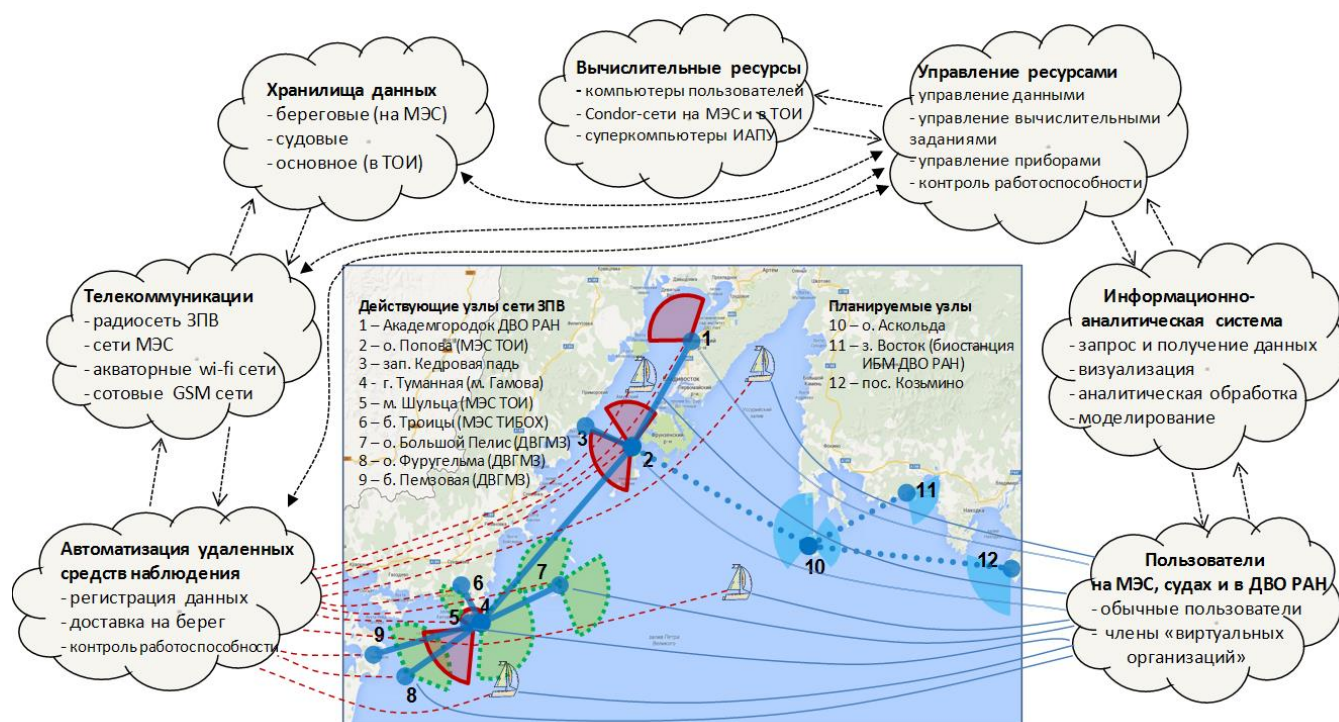 Хранилища данных
- береговые (на МЭС)
- судовые
- основное (в ТОИ)
Вычислительные ресурсы
- компьютеры пользователей
- Condor-сети на МЭС и в ТОИ
- суперкомпьютеры ИАПУ
Управление ресурсами
- управление данными
- управление вычислительными
заданиями
- управление приборами
- контроль работоспособности
Телекоммуникации
- радиосеть ЗПВ
- сети МЭС
- акваторные wi-fi сети
- сотовые GSM сети
Действующие узлы сети ЗПВ
1 – Академгородок ДВО РАН
2 – о. Попова (МЭС ТОИ)
3 – зап. Кедровая падь
4 - г. Туманная (м. Гамова)
5 – м. Шульца (МЭС ТОИ)
6 – б. Троицы (МЭС ТИБОХ)
7 – о. Большой Пелис (ДВГМЗ)
8 – о. Фуругельма (ДВГМЗ)
9 – б. Пемзовая (ДВГМЗ)
Планируемые узлы
10 – о. Аскольда
11 – з. Восток (биостанция
ИБМ ДВО РАН)
12 – пос. Козьмино
Информационно-
аналитическая система
- запрос и получение данных
- визуализация
- аналитическая обработка
- моделирование
Автоматизация удаленных
средств наблюдения
- регистрация данных
- доставка на берег
- контроль работоспособности
Пользователи
на МЭС, судах и в ДВО РАН
- обычные пользователи
- члены «виртуальных
организаций»
Артем
Владивосток
Находка
1
2
3
4
5
6
7
8
9
10
11
12